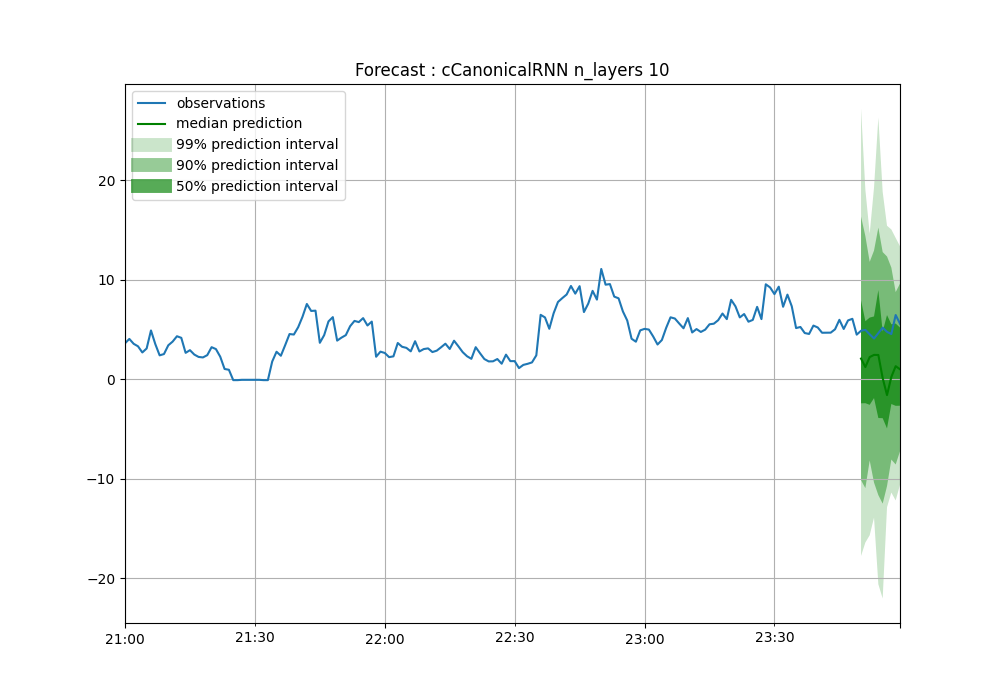 Forecast : cCanonicalRNN n_layers 10
observations
median prediction
99% prediction interval
90% prediction interval
50% prediction interval
20
10
0
−10
−20
21:00 21:30 22:00 22:30 23:00 23:30